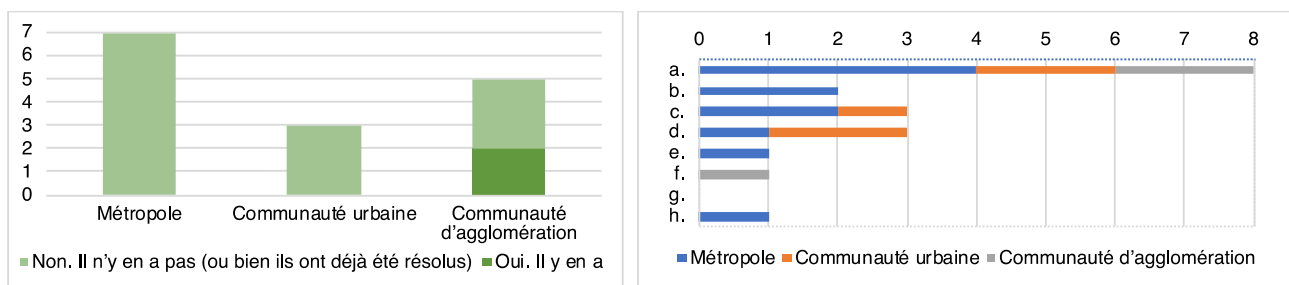 7
6
5
4
3
2
1
0
Métropole
Communauté urbaine
Communauté
d'agglomération
Non. Il n'y en a pas (ou bien ils ont déjà été résolus)
Oui. Il y en a
0 1 2 3 4 5 6 7 8
a.
b.
c.
d.
e.
f.
g.
h.
Métropole
Communauté urbaine
Communauté d'agglomération